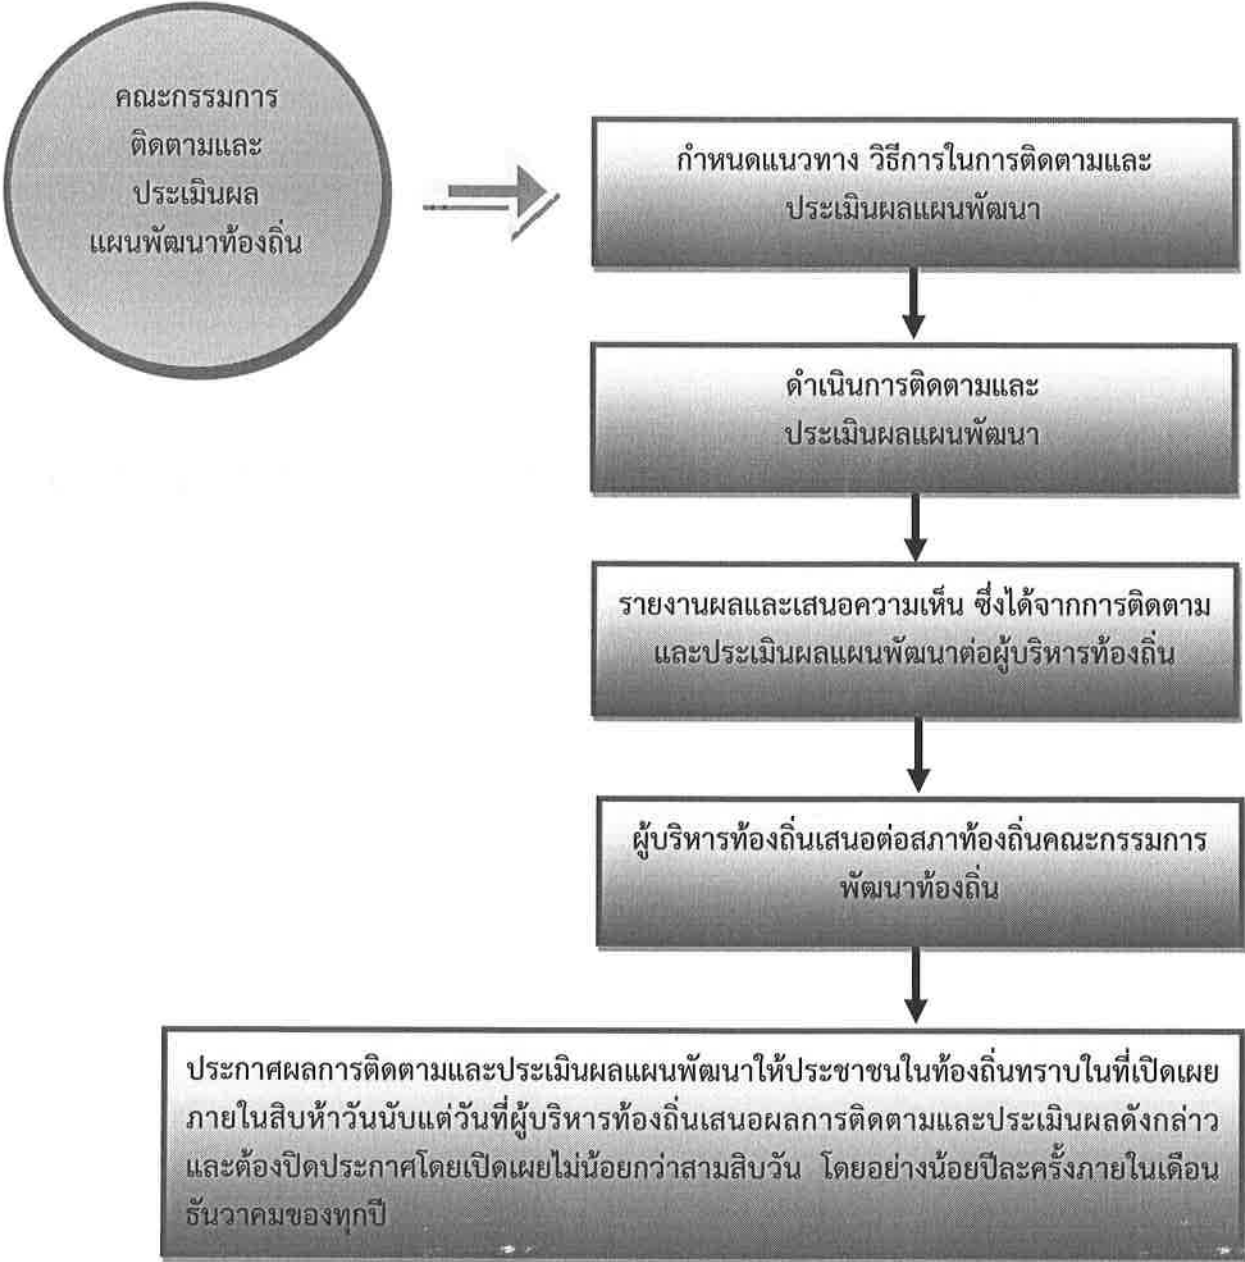 คณะกรรมการ
ติดตามและ
ประเมินผล
แผนพัฒนาท้องถิ่น
กำหนดแนวทาง วิธีการในการติดตามและ
ประเมินผลแผนพัฒนา
ดำเนินการติดตามและ
ประเมินผลแผนพัฒนา
รายงานผลและเสนอความเห็น ซึ่งได้จากการติดตาม
และประเมินผลแผนพัฒนาต่อผู้บริหารท้องถิ่น
ผู้บริหารท้องถิ่นเสนอต่อสภาท้องถิ่นคณะกรรมการ
พัฒนาท้องถิ่น
ประกาศผลการติดตามและประเมินผลแผนพัฒนาให้ประชาชนในท้องถิ่นทราบในที่เปิดเผย
ภายในสิบห้าวันนับแต่วันที่ผู้บริหารท้องถิ่นเสนอผลการติดตามและประเมินผลดังกล่าว
และต้องปิดประกาศโดยเปิดเผยไม่น้อยกว่าสามสิบวัน โดยอย่างน้อยปีละครั้งภายในเดือน
ธันวาคมของทุกปี